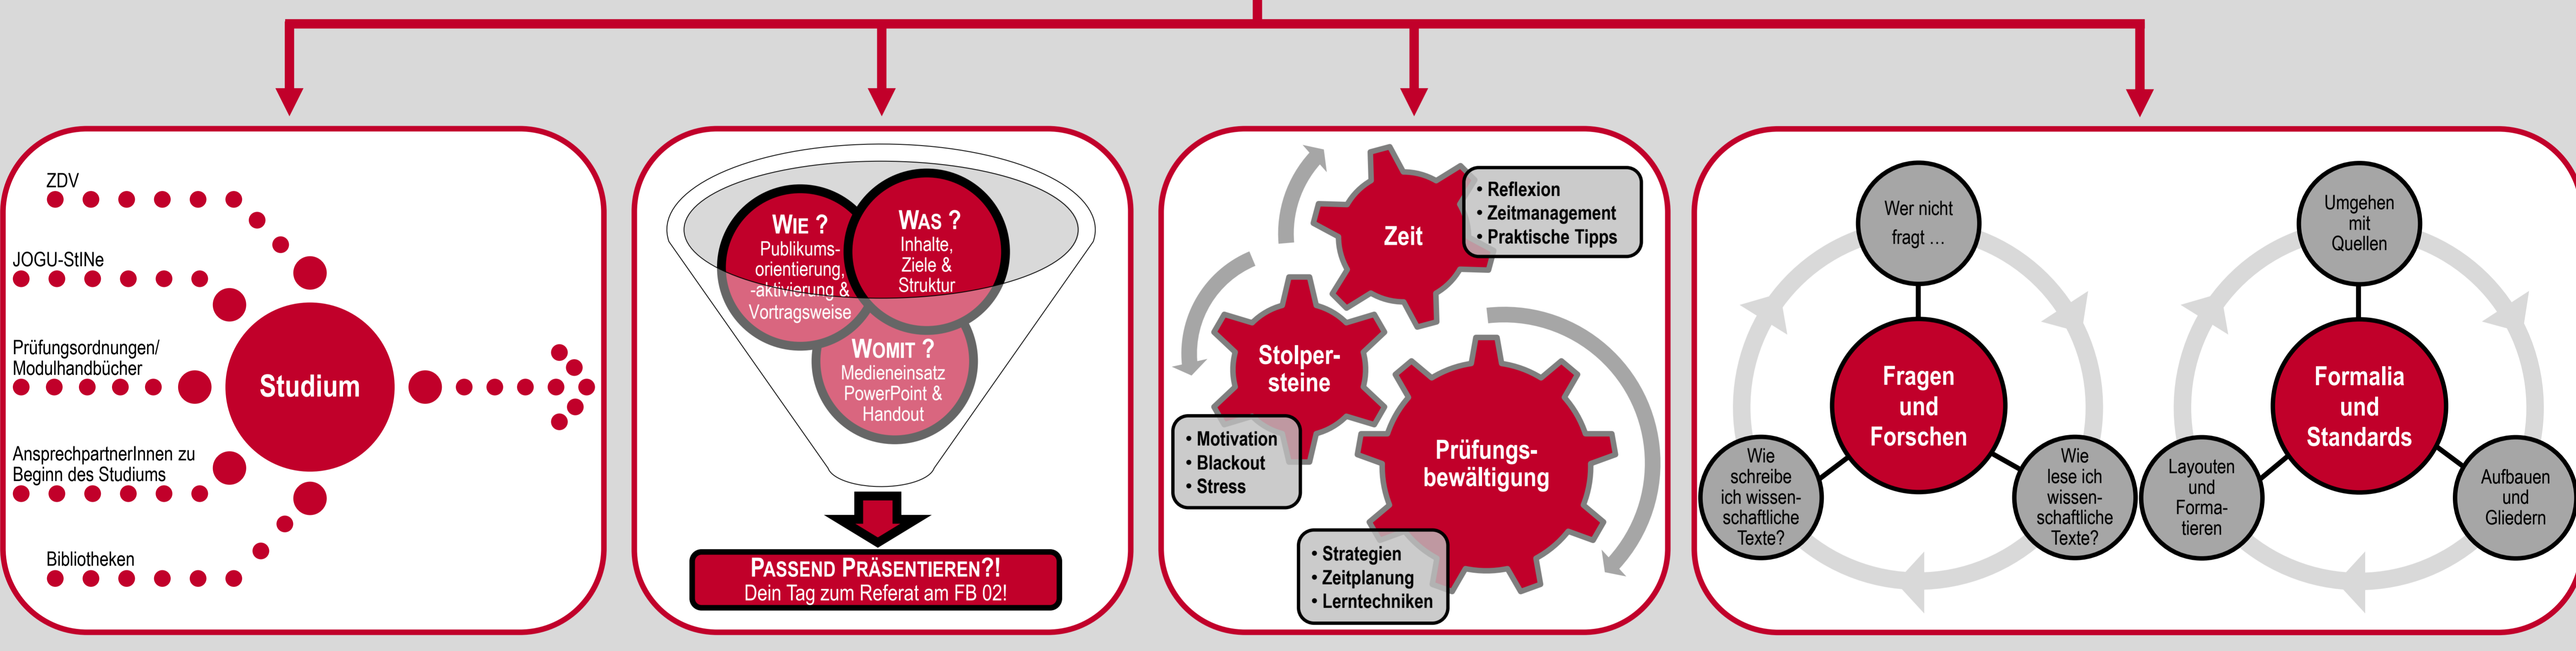 ZDV
JOGU-StINe
Prüfungsordnungen/
Modulhandbücher
AnsprechpartnerInnen zu
Beginn des Studiums
Bibliotheken
Studium
WIE ?
Publikums-
orientierung,
-aktivierung &
Vortragsweise
WAS ?
Inhalte,
Ziele &
Struktur
WOMIT ?
Medieneinsatz
PowerPoint &
Handout
PASSEND PRÄSENTIEREN?!
Dein Tag zum Referat am FB 02!
Zeit
• Reflexion
• Zeitmanagement
• Praktische Tipps
Stolper-
steine
• Motivation
• Blackout
• Stress
Prüfungs-
bewältigung
• Strategien
• Zeitplanung
• Lerntechniken
Wer nicht
fragt ...
Fragen
und
Forschen
Wie
schreibe
ich wissen-
schaftliche
Texte?
Wie
lese ich
wissen-
schaftliche
Texte?
Umgehen
mit
Quellen
Formalia
und
Standards
Layouten
und
Forma-
tieren
Aufbauen
und
Gliedern